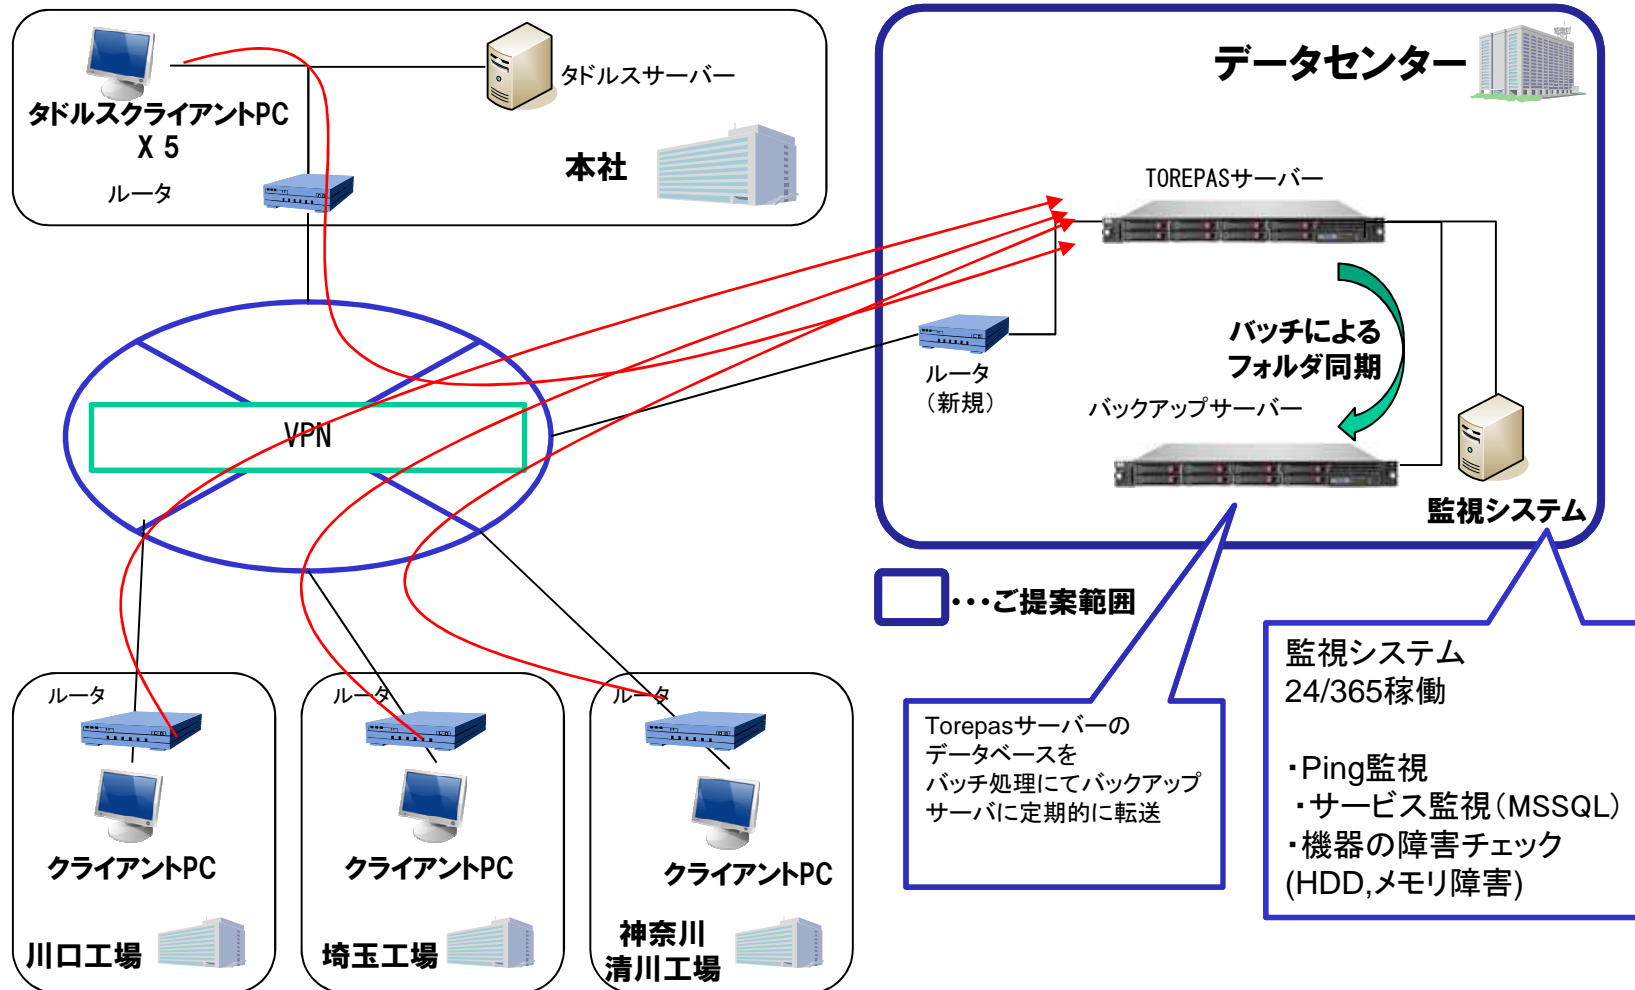 タドルスクライアントPC
X 5
タドルスサーバー
ルータ
本社
データセンター
TOREPASサーバー
バッチによる
フォルダ同期
ルータ
（新規）
バックアップサーバー
監視システム
VPN
・・・ご提案範囲
Torepasサーバーの
データベースを
バッチ処理にてバックアップ
サーバに定期的に転送
監視システム
24/365稼働
・Ping監視
・サービス監視（MSSQL）
・機器の障害チェック
(HDD,メモリ障害)
ルータ
クライアントPC
川口工場
ルータ
クライアントPC
埼玉工場
ルータ
クライアントPC
神奈川
清川工場